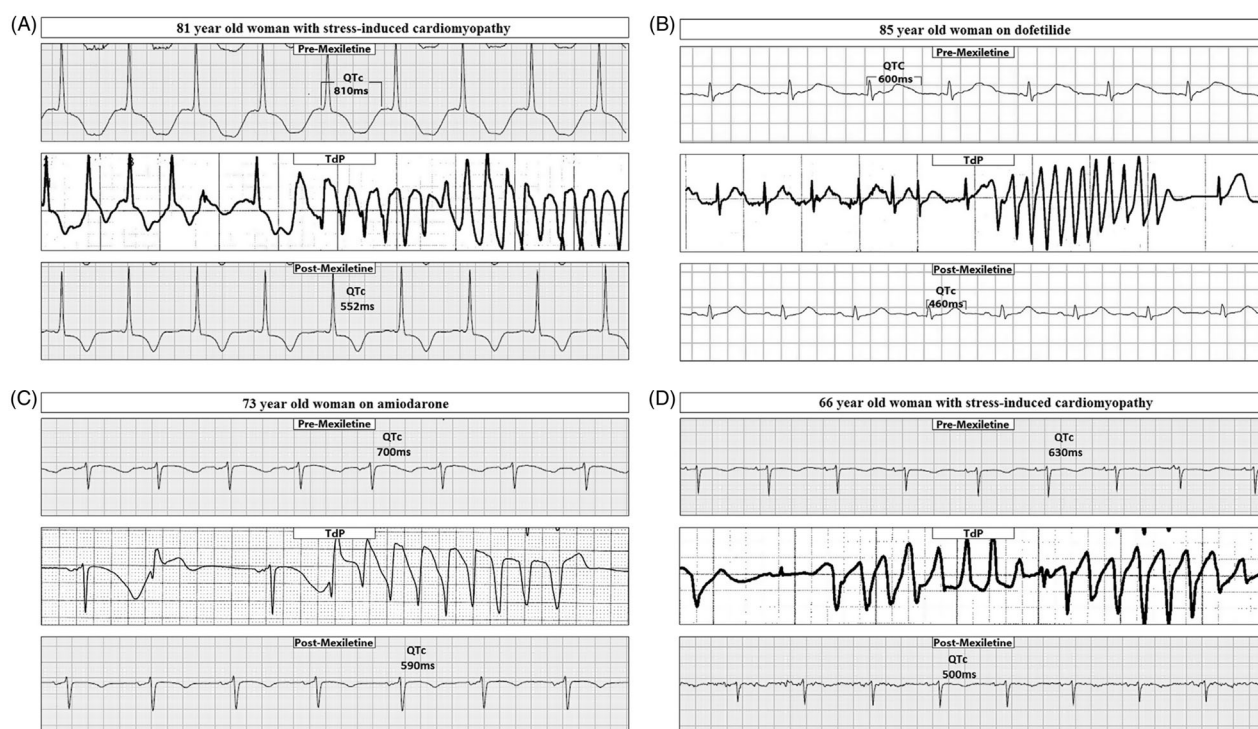 (A)
81 year old woman with stress-induced cardiomyopathy
Pre-Mexiletine
QTc
810ms
TdP
Post-Mexiletine
QTc
552ms
(B)
85 year old woman on dofetilide
Pre-Mexiletine
QTC
600ms
TdP
Post-Mexiletine
QTc
460ms
(C)
73 year old woman on amiodarone
Pre-Mexiletine
QTc
700ms
TdP
Post-Mexiletine
QTc
590ms
(D)
66 year old woman with stress-induced cardiomyopathy
Pre-Mexiletine
QTc
630ms
TdP
Post-Mexiletine
QTc
500ms